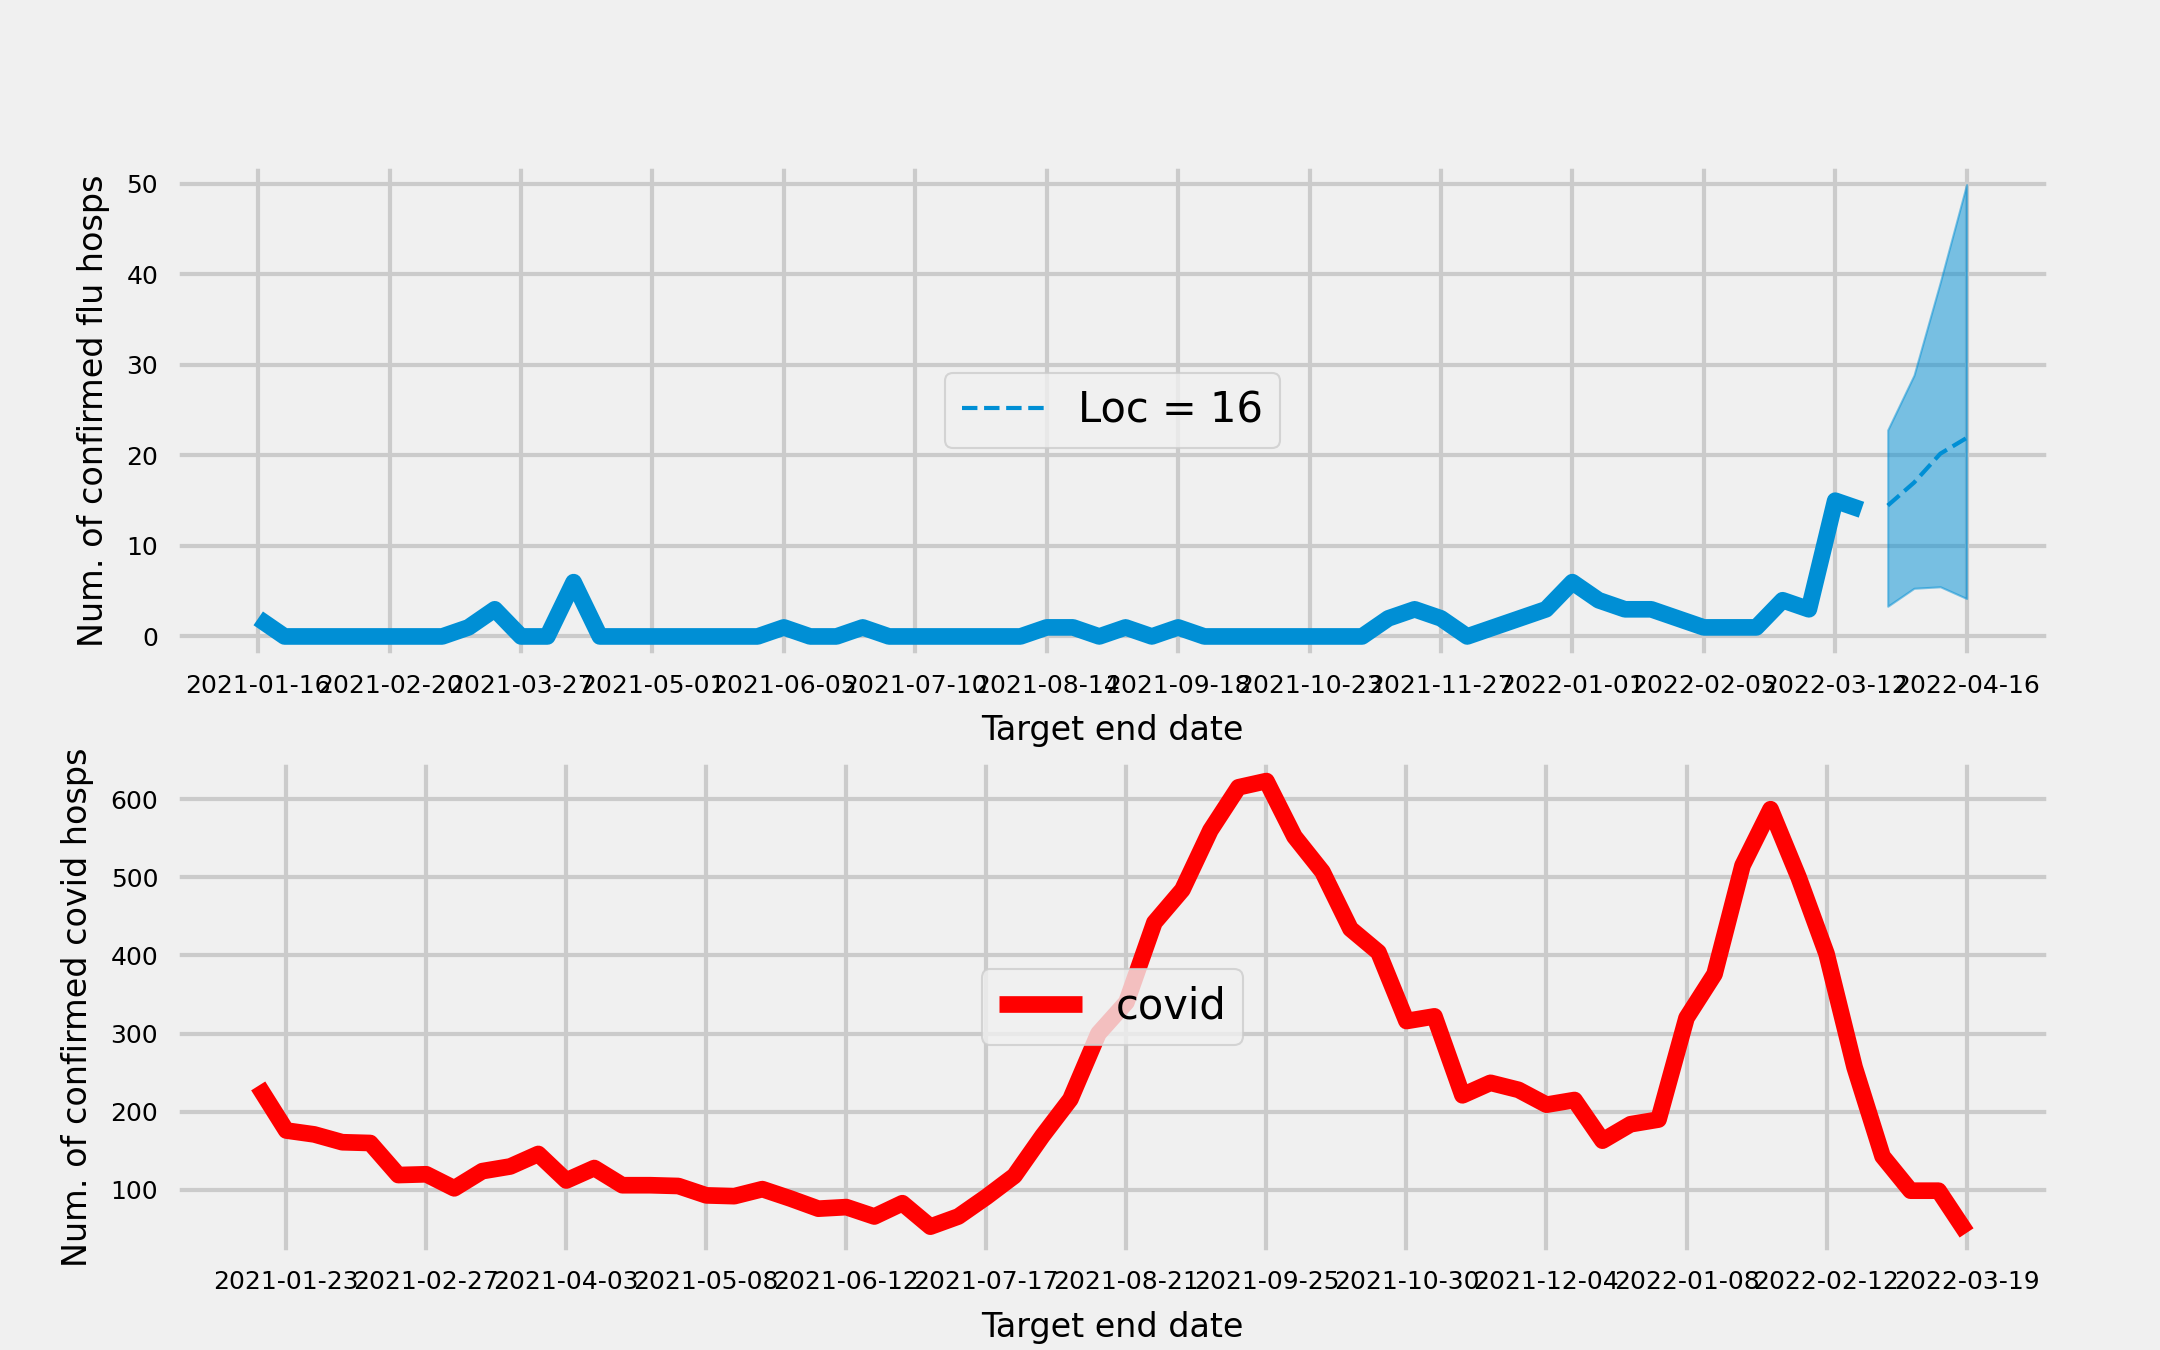 Num. of confirmed flu hosps
50
40
30
20
10
0
Loc = 16
2021-01-16 2021-02-20 2021-03-27 2021-05-01 2021-06-05 2021-07-10 2021-08-14 2021-09-18 2021-10-23 2021-11-27 2022-01-01 2022-02-05 2022-03-12 2022-04-16
Target end date
Num. of confirmed covid hosps
600
500
400
300
200
100
covid
2021-01-23 2021-02-27 2021-04-03 2021-05-08 2021-06-12 2021-07-17 2021-08-21 2021-09-25 2021-10-30 2021-12-04 2022-01-08 2022-02-12 2022-03-19
Target end date